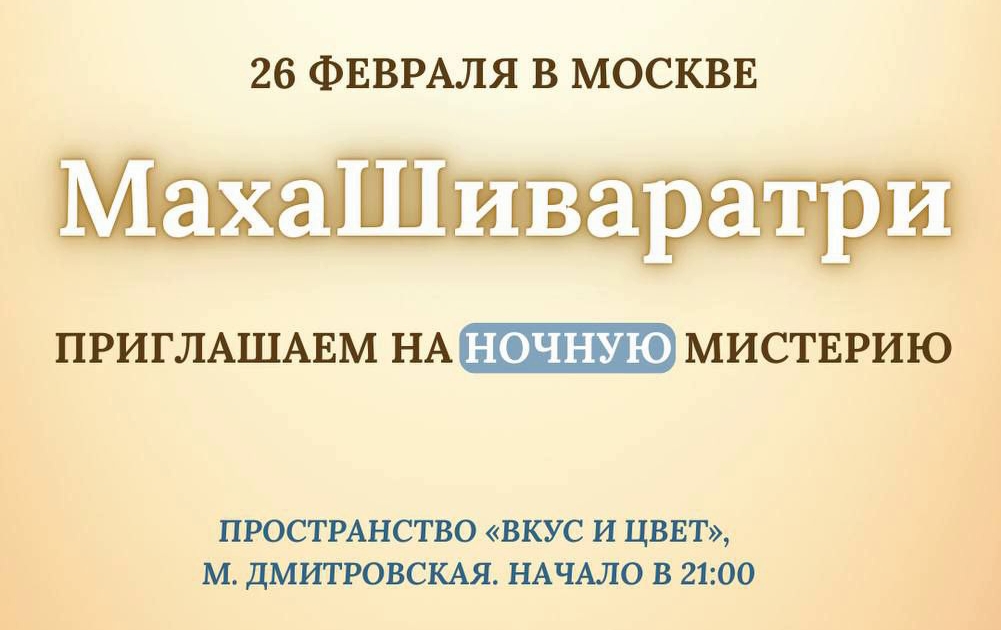 26 ФЕВРАЛЯ В МОСКВЕ
МахаШиваратри
ПРИГЛАШАЕМ НА НОЧНУЮ МИСТЕРИЮ
ПРОСТРАНСТВО «ВКУС И ЦВЕТ»,
М. ДМИТРОВСКАЯ. НАЧАЛО В 21:00